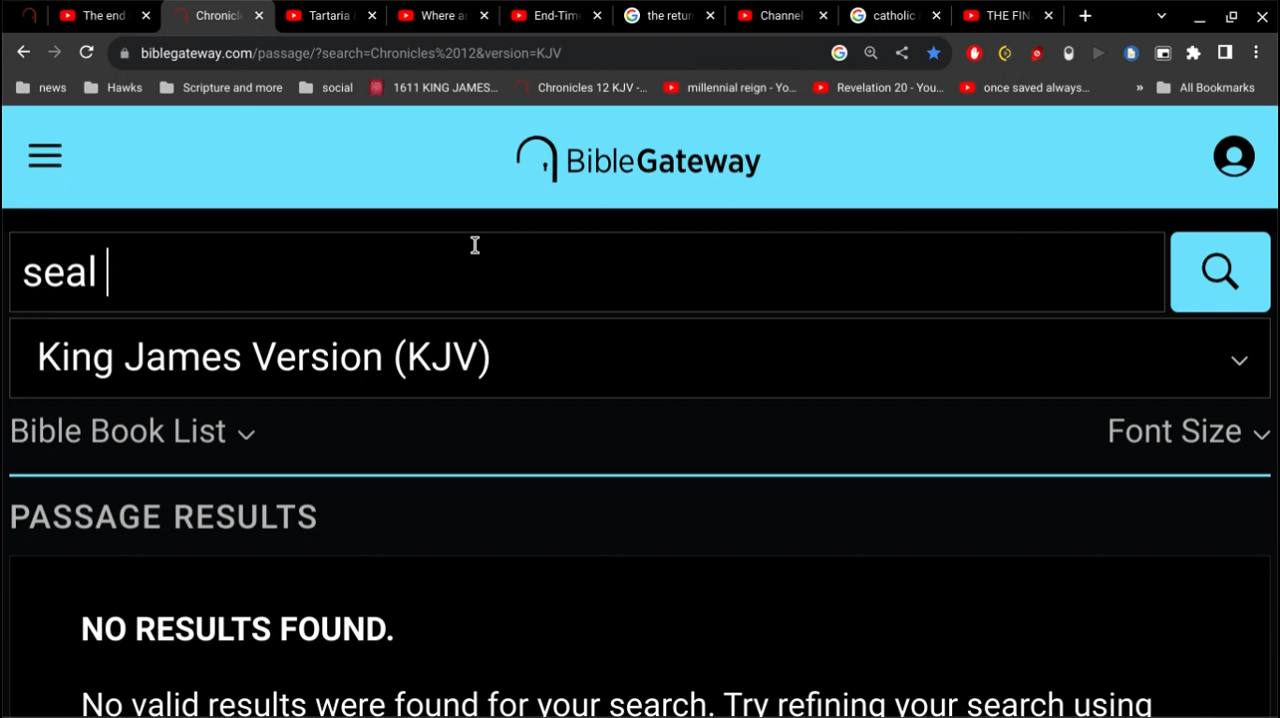 The end
Chronicl
Tartaria
Where a
End-Time
the retur
Channel
catholic
THE FIN
biblegateway.com/passage/?search=Chronicles%2012&version=KJV
news
Hawks
Scripture and more
social
1611 KING JAMES...
Chronicles 12 KJV -...
millennial reign - Yo...
Revelation 20 - You...
once saved always...
»
All Bookmarks
BibleGateway
seal
King James Version (KJV)
Bible Book List
Font Size
PASSAGE RESULTS
NO RESULTS FOUND.
No valid results were found for your search. Try refining your search using